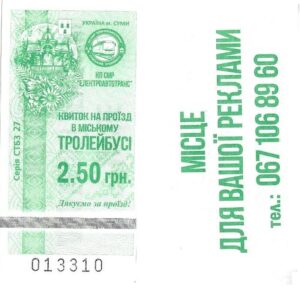 УКРАЇНА м. СУМИ
КП СМР
"ЕЛЕКТРОАВТОТРАНС"
КВИТОК НА ПРОЇЗД
В МІСЬКОМУ
ТРОЛЕЙБУСІ
2.50 грн.
Дякуємо за проїзд!
Серія СТБЗ 27
013310
МІСЦЕ
ДЛЯ ВАШОЇ РЕКЛАМИ
тел.: 067 106 89 60